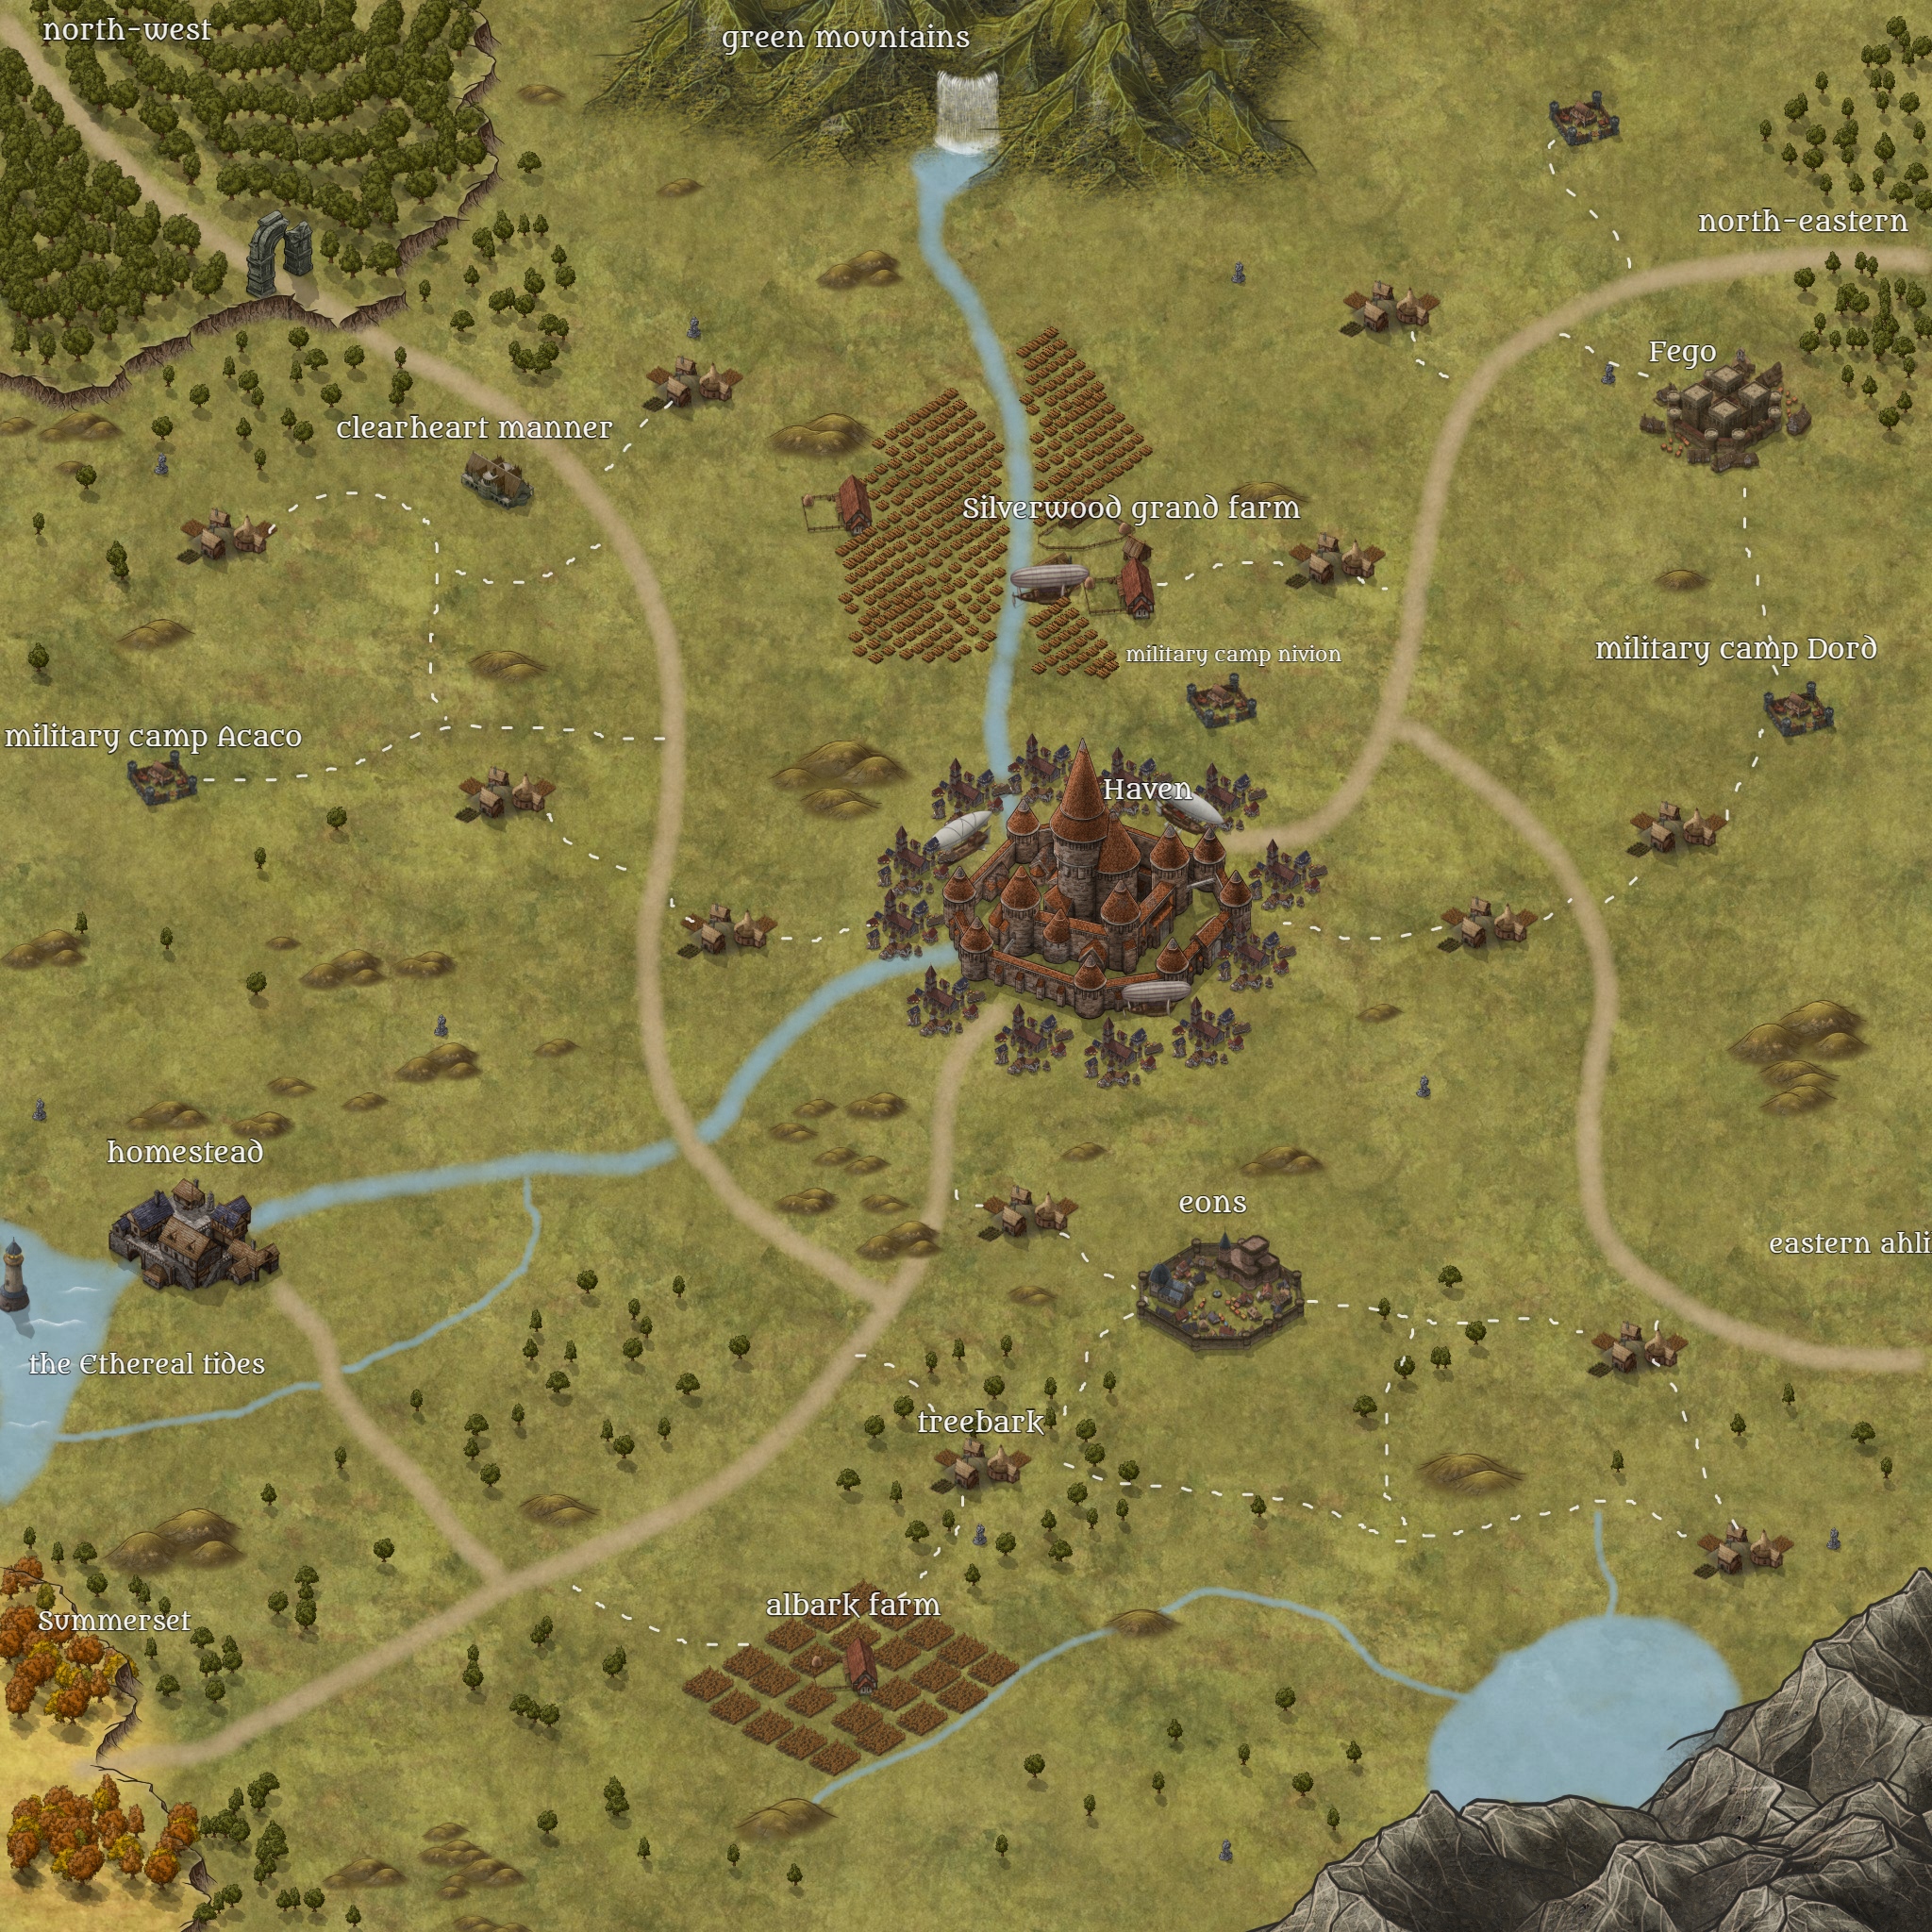 north-west
green mountains
north-eastern
Fego
clearheart manner
Silverwood grand farm
military camp nivion
military camp Dord
military camp Acaco
Haven
homestead
eons
eastern ahli
the Ethereal tides
treebark
albark farm
Summerset